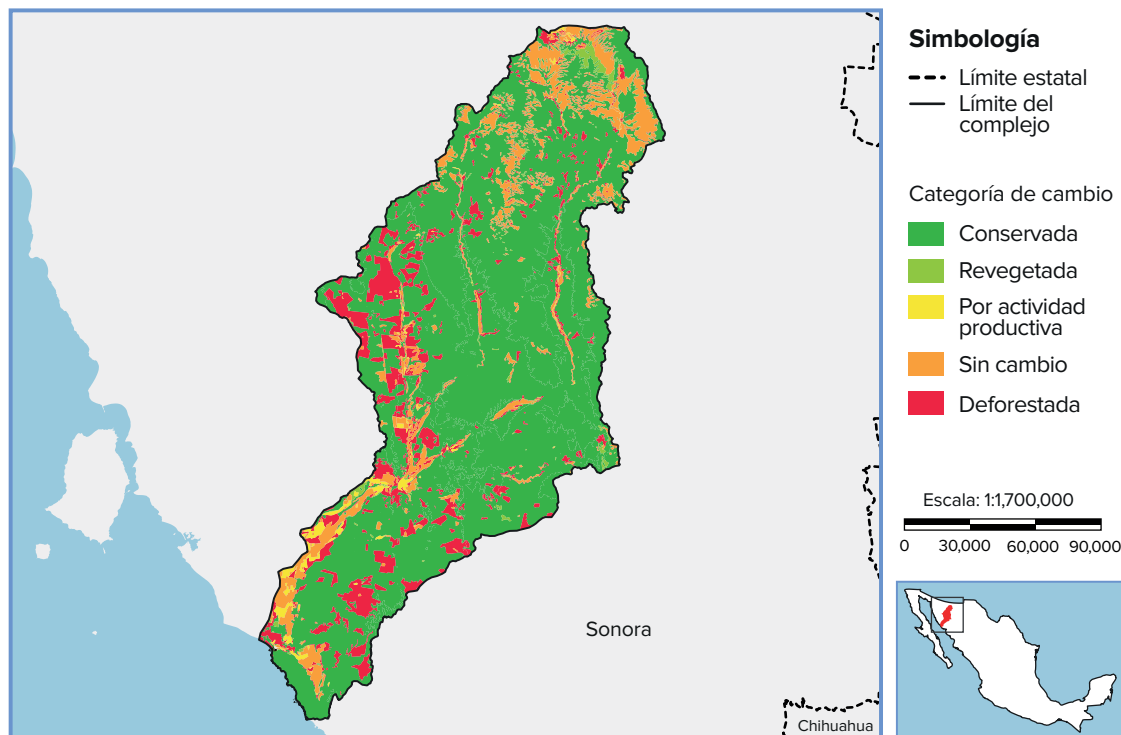 Simbología
Límite estatal
Límite del
complejo
Categoría de cambio
Conservada
Revegetada
Por actividad
productiva
Sin cambio
Deforestada
Escala: 1:1,700,000
0 30,000 60,000 90,000
Sonora
Chihuahua